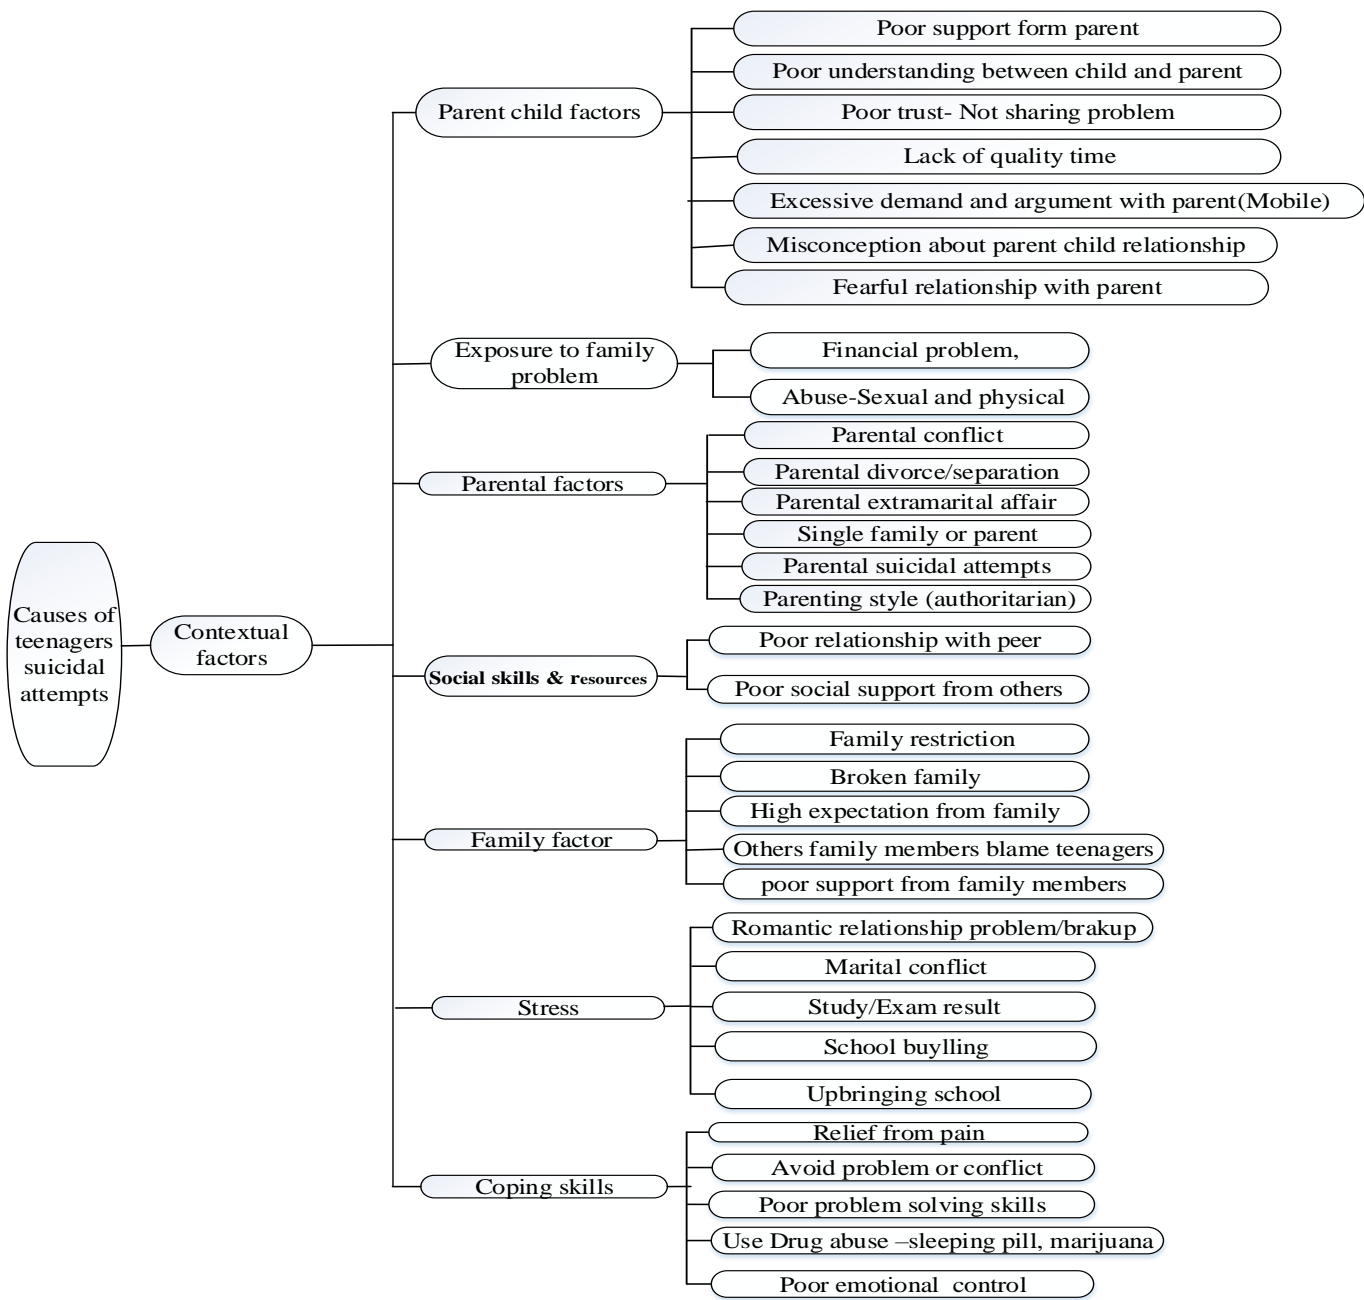 Causes of
teenagers
suicidal
attempts
Contextual
factors
Parent child factors
Poor support form parent
Poor understanding between child and parent
Poor trust- Not sharing problem
Lack of quality time
Excessive demand and argument with parent(Mobile)
Misconception about parent child relationship
Fearful relationship with parent
Exposure to family
problem
Financial problem,
Abuse-Sexual and physical
Parental factors
Parental conflict
Parental divorce/separation
Parental extramarital affair
Single family or parent
Parental suicidal attempts
Parenting style (authoritarian)
Social skills & resources
Poor relationship with peer
Poor social support from others
Family factor
Family restriction
Broken family
High expectation from family
Others family members blame teenagers
poor support from family members
Stress
Romantic relationship problem/brakup
Marital conflict
Study/Exam result
School buylling
Upbringing school
Coping skills
Relief from pain
Avoid problem or conflict
Poor problem solving skills
Use Drug abuse –sleeping pill, marijuana
Poor emotional control